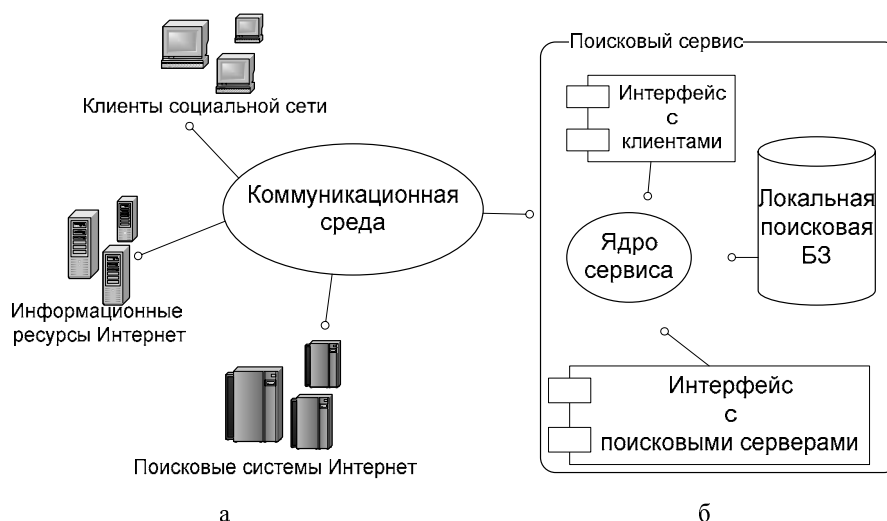 Клиенты социальной сети
Коммуникационная
среда
Информационные
ресурсы Интернет
Поисковые системы Интернет
а
Поисковый сервис
Интерфейс
с
клиентами
Ядро
сервиса
Локальная
поисковая
БЗ
Интерфейс
с
поисковыми серверами
б